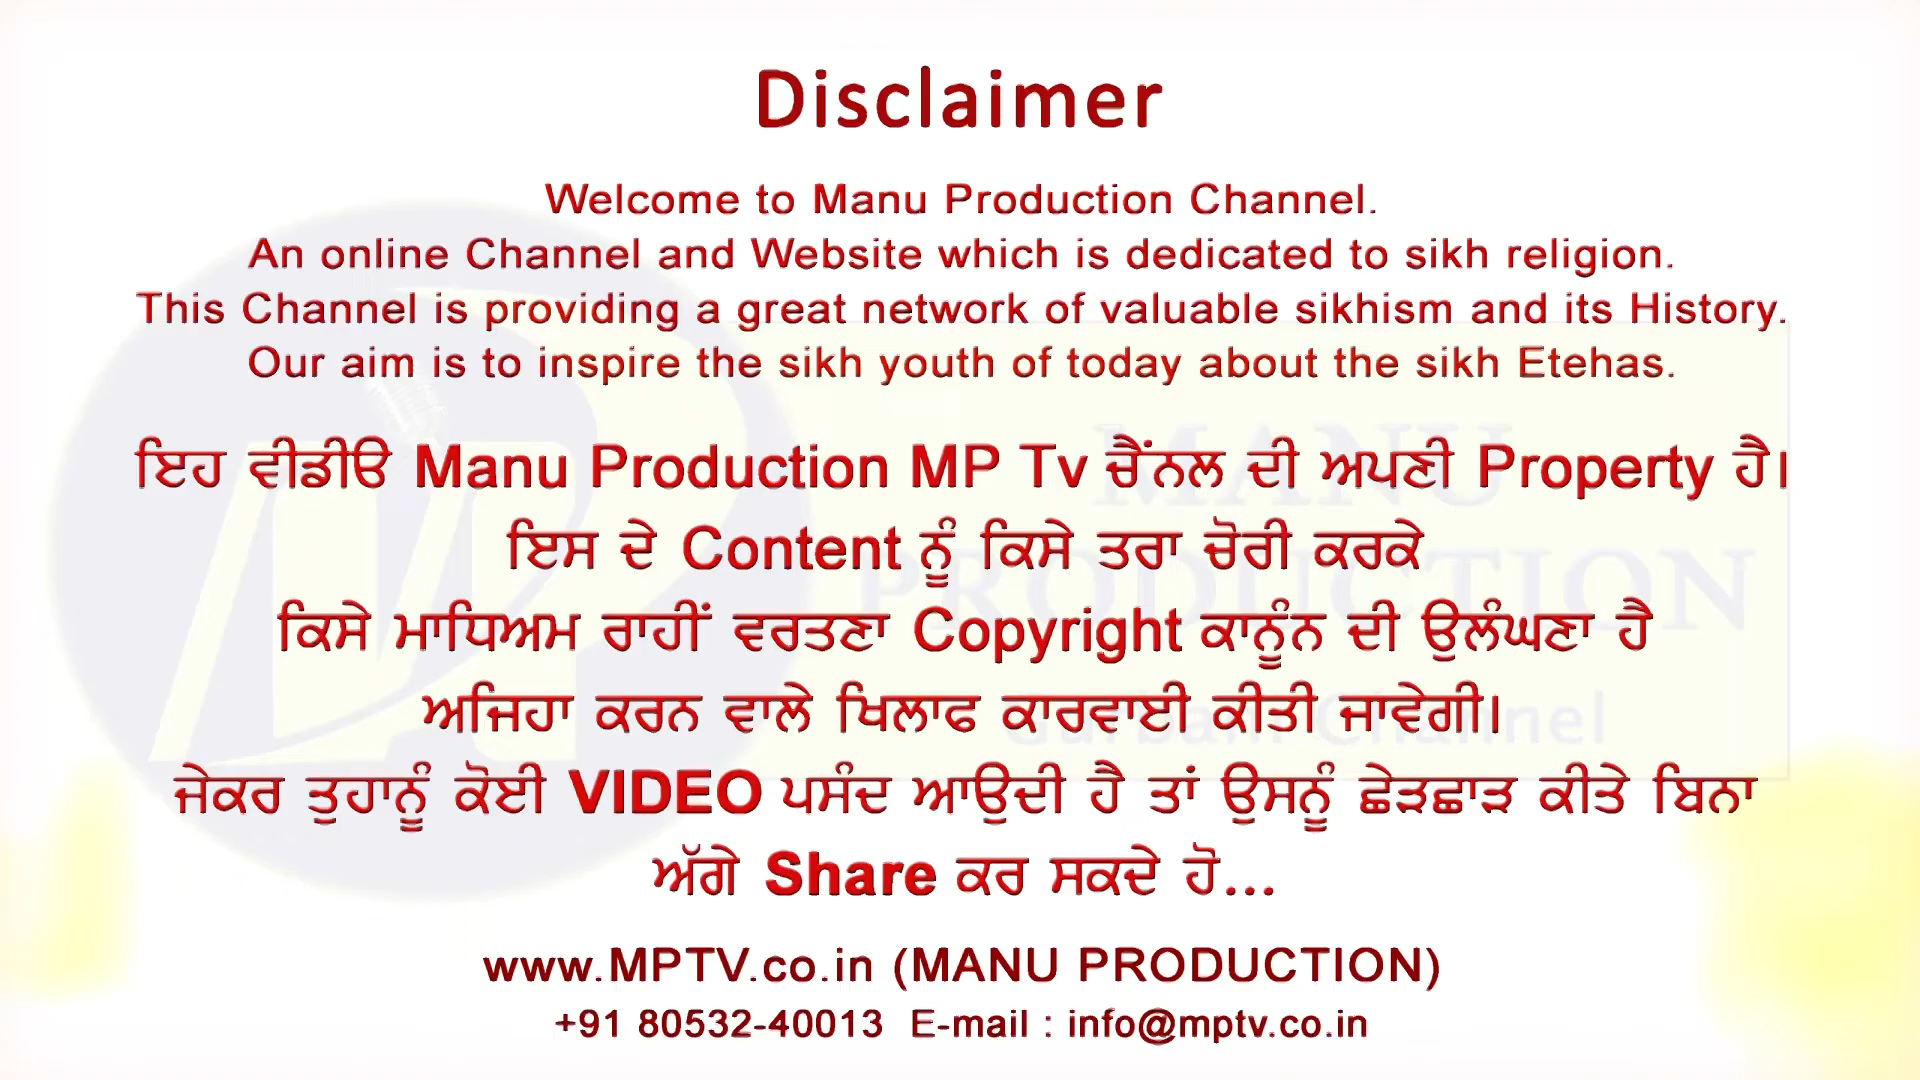 Disclaimer
Welcome to Manu Production Channel.
An online Channel and Website which is dedicated to sikh religion.
This Channel is providing a great network of valuable sikhism and its History.
Our aim is to inspire the sikh youth of today about the sikh Etehas.
ਇਹ ਵੀਡੀੳ Manu Production MP Tv ਚੈਂਨਲ ਦੀ ਅਪਣੀ Property ਹੈ।
ਇਸ ਦੇ Content ਨੂੰ ਕਿਸੇ ਤਰਾ ਚੋਰੀ ਕਰਕੇ
ਕਿਸੇ ਮਾਧਿਅਮ ਰਾਹੀਂ ਵਰਤਣਾ Copyright ਕਾਨੂੰਨ ਦੀ ਉਲੰਘਣਾ ਹੈ
ਅਜਿਹਾ ਕਰਨ ਵਾਲੇ ਖਿਲਾਫ ਕਾਰਵਾਈ ਕੀਤੀ ਜਾਵੇਗੀ।
ਜੇਕਰ ਤੁਹਾਨੂੰ ਕੋਈ VIDEO ਪਸੰਦ ਆਉਦੀ ਹੈ ਤਾਂ ਉਸਨੂੰ ਛੇੜਛਾੜ ਕੀਤੇ ਬਿਨਾ
ਅੱਗੇ Share ਕਰ ਸਕਦੇ ਹੋ...
www.MPTV.co.in (MANU PRODUCTION)
+91 80532-40013 E-mail : info@mptv.co.in
MANU
PRODUCTION
Gurbani Channel